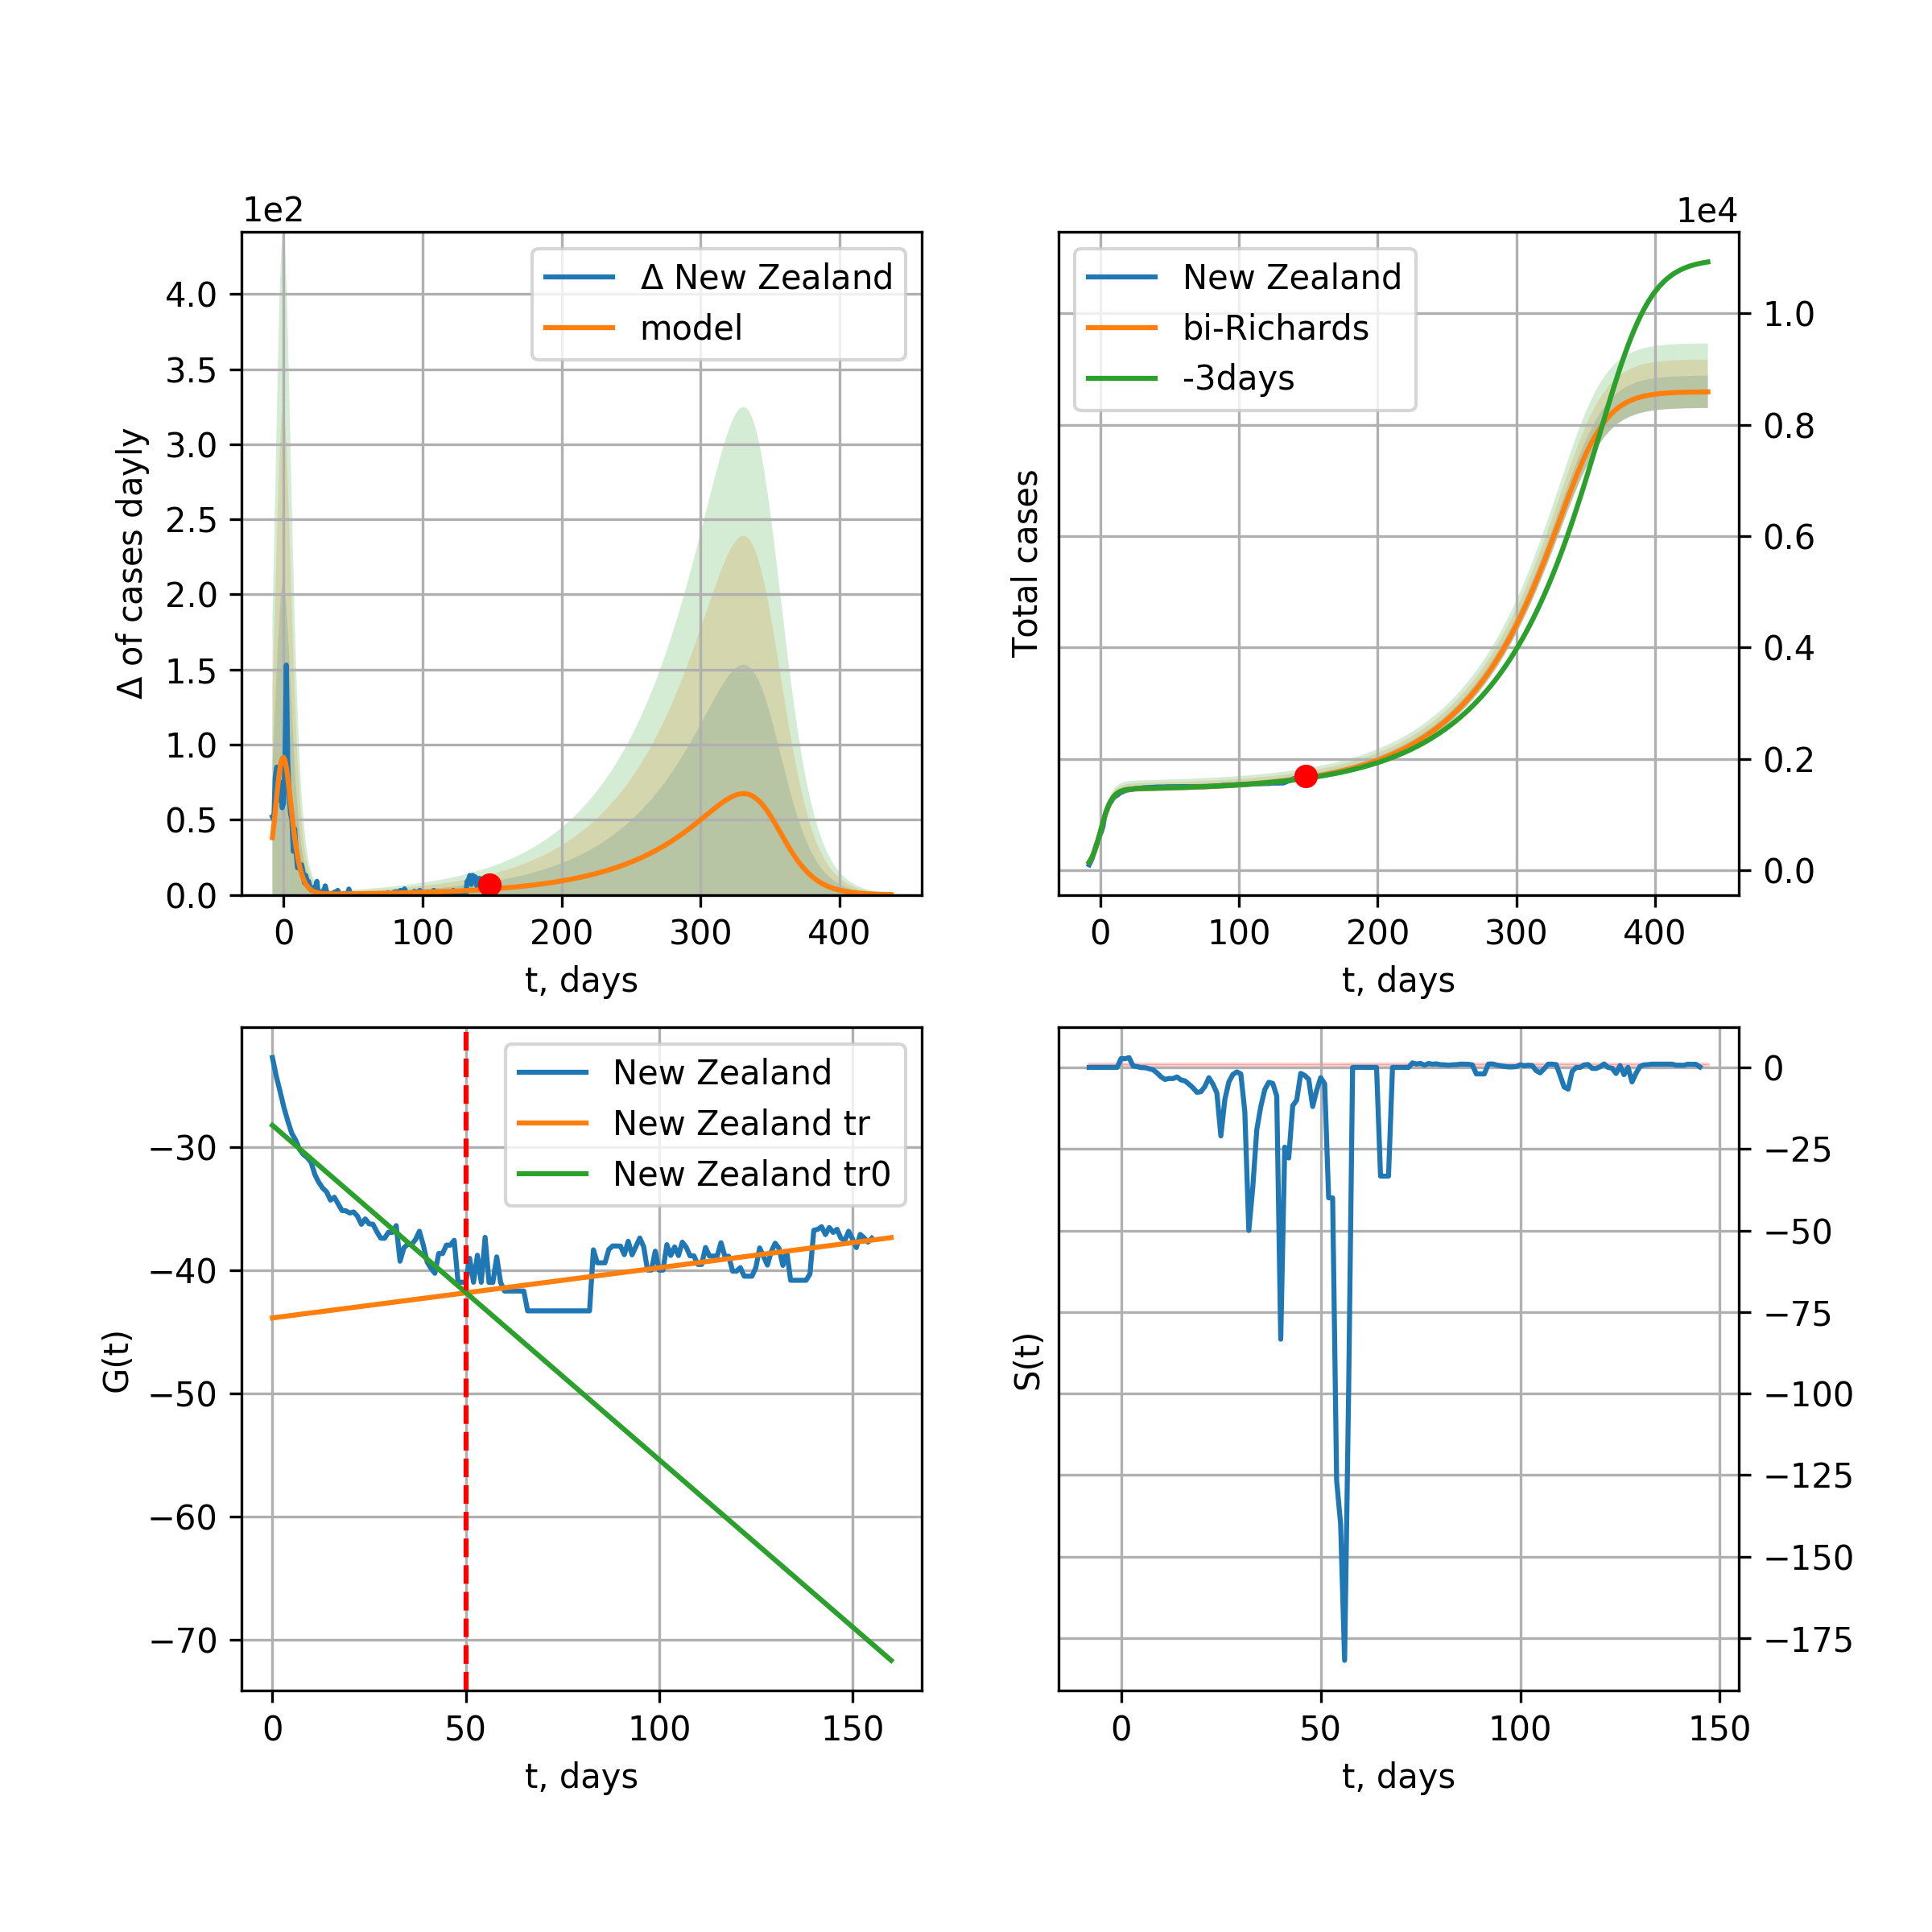 1e2
Δ New Zealand
model
4.0
3.5
3.0
2.5
2.0
1.5
1.0
0.5
0.0
Δ of cases dayly
0 100 200 300 400
t, days
1e4
New Zealand
bi-Richards
-3days
1.0
0.8
0.6
0.4
0.2
0.0
Total cases
0 100 200 300 400
t, days
New Zealand
New Zealand tr
New Zealand tr0
−30
−40
−50
−60
−70
G(t)
0 50 100 150
t, days
0
−25
−50
−75
−100
−125
−150
−175
S(t)
0 50 100 150
t, days